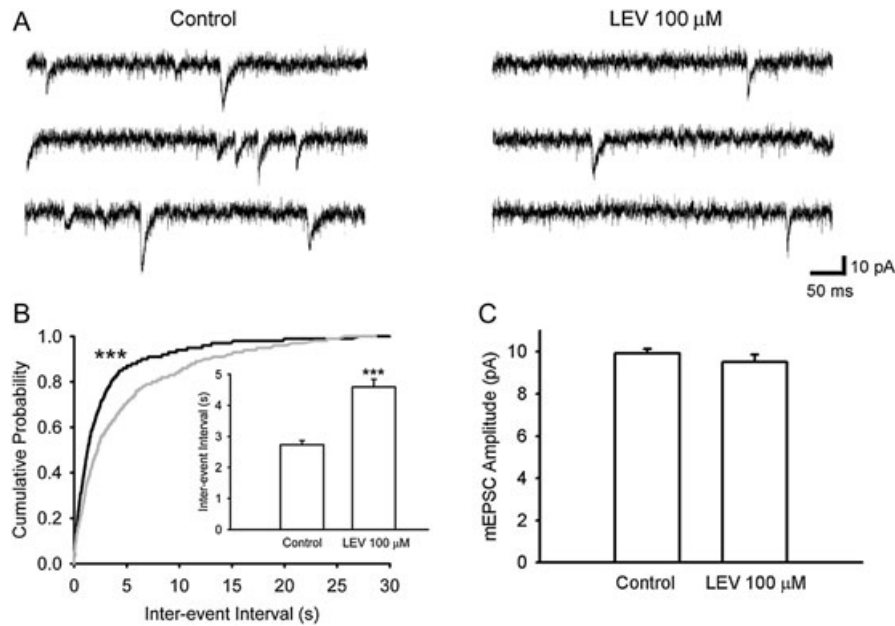 A
Control
LEV 100 µM
10 pA
50 ms
B
***
Cumulative Probability
1.0
0.8
0.6
0.4
0.2
0.0
0 5 10 15 20 25 30
Inter-event Interval (s)
***
Inter-event Interval (s)
5
4
3
2
1
0
Control LEV 100 µM
C
mEPSC Amplitude (pA)
10
8
6
4
2
0
Control LEV 100 µM